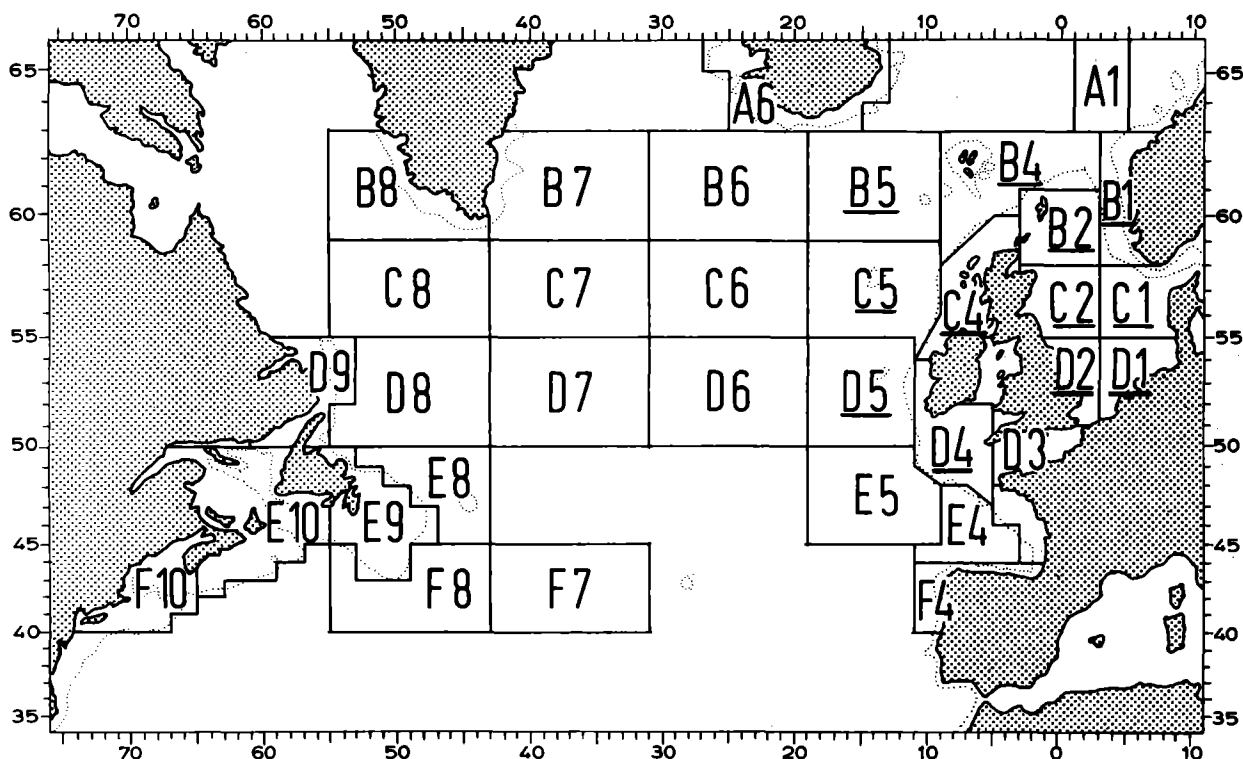 70 60 50 40 30 20 10 0 10
65 65
A6 A1
B8 B7 B6 B5 B4 B1
60 60
B2
C8 C7 C6 C5 C4 C2 C1
55 55
D9 D8 D7 D6 D5 D2 D1
50 50
D4 D3
E10 E9 E8 E5 E4
45 45
F10 F8 F7 F4
40 40
35 35
70 60 50 40 30 20 10 0 10